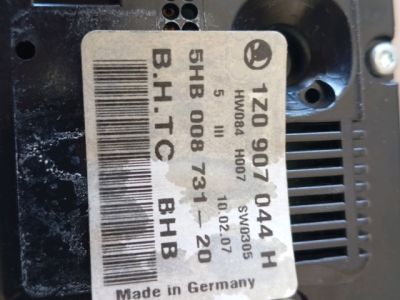 1Z0 907 044 H
HW084 H007 SW0305
5 III 10.02.07
5HB 008 731-20
B.H.TC BHB
Made in Germany